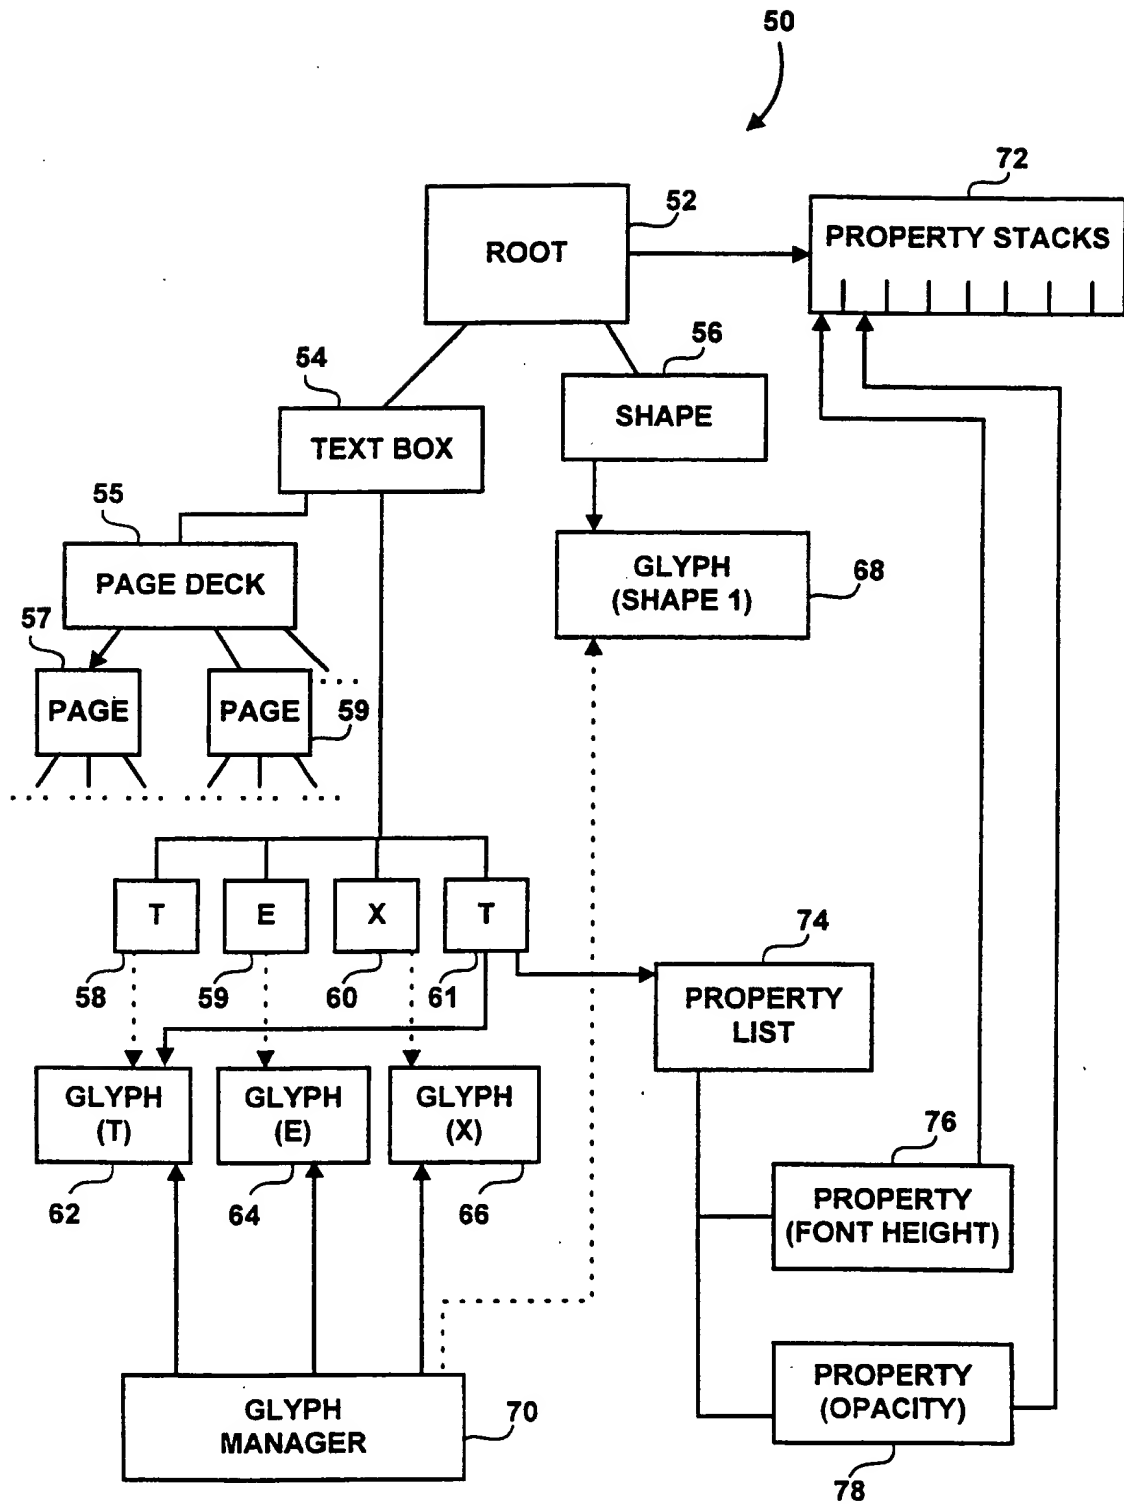 50
72
52
PROPERTY STACKS
ROOT
56
54
SHAPE
TEXT BOX
55
GLYPH
(SHAPE 1)
68
PAGE DECK
57
PAGE
PAGE
59
T
E
X
T
74
58
59
60
61
PROPERTY
LIST
GLYPH
(T)
GLYPH
(E)
GLYPH
(X)
76
62
64
66
PROPERTY
(FONT HEIGHT)
PROPERTY
(OPACITY)
GLYPH
MANAGER
70
78